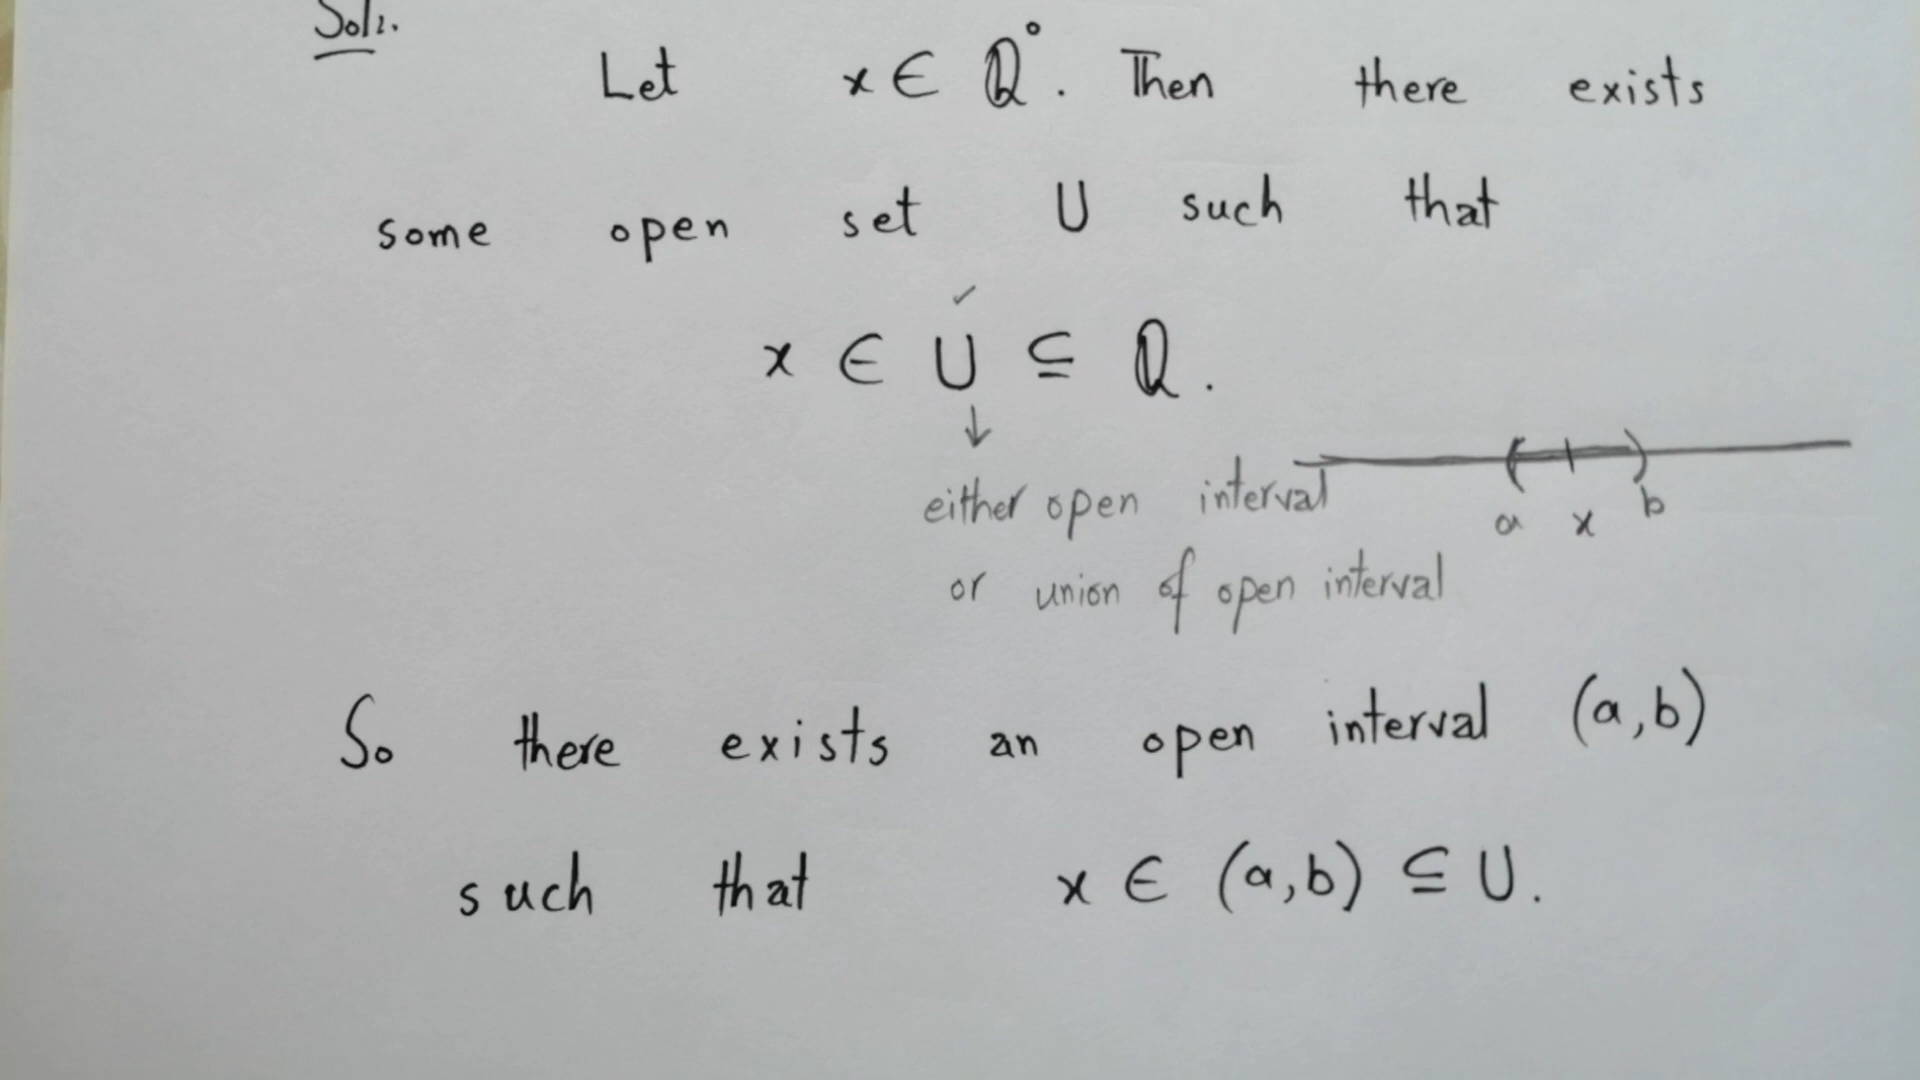 Soln.
Let x ∈ ℚ°. Then there exists
some open set U such that
✓
x ∈ U ⊆ ℚ.
↓
either open interval
a x b
or union of open interval
So there exists an open interval (a,b)
such that x ∈ (a,b) ⊆ U.